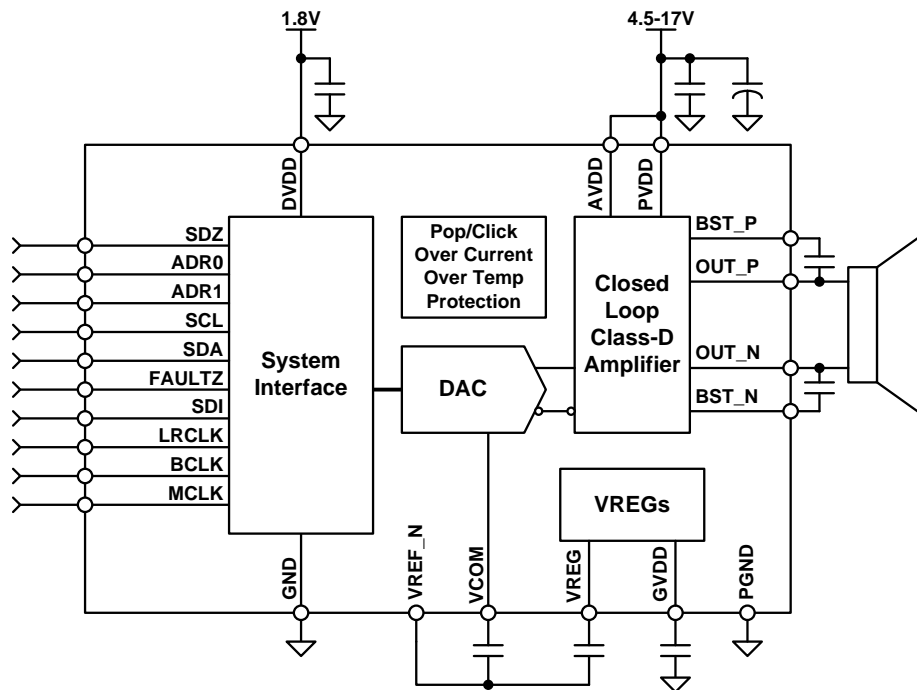 1.8V
4.5-17V
DVDD
AVDD
PVDD
SDZ
ADR0
ADR1
SCL
SDA
FAULTZ
SDI
LRCLK
BCLK
MCLK
System
Interface
Pop/Click
Over Current
Over Temp
Protection
DAC
Closed
Loop
Class-D
Amplifier
BST_P
OUT_P
OUT_N
BST_N
VREGs
GND
VREF_N
VCOM
VREG
GVDD
PGND